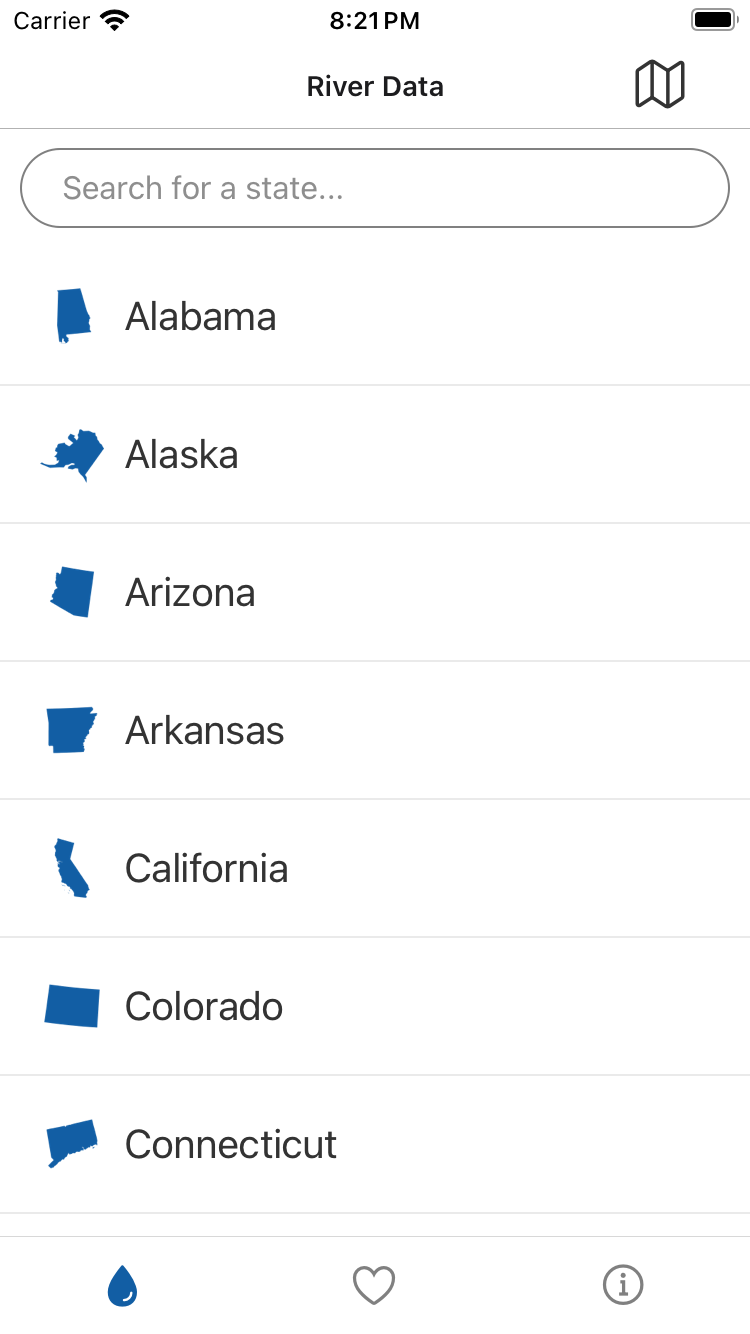 Carrier 8:21 PM
River Data
Search for a state...
Alabama
Alaska
Arizona
Arkansas
California
Colorado
Connecticut